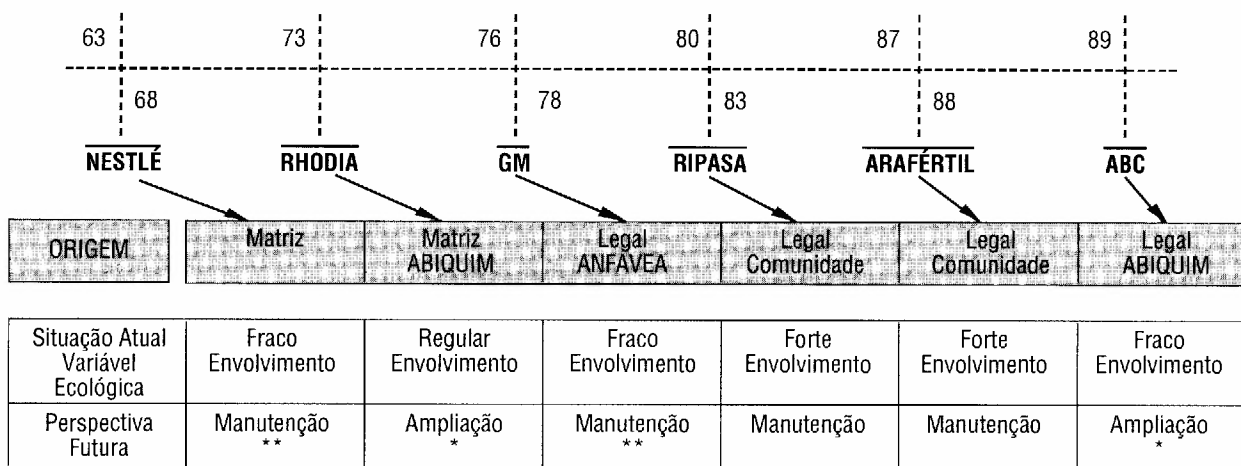 63 73 76 80 87 89
68 78 83 88
NESTLÉ RHODIA GM RIPASA ARAFÉRTIL ABC
ORIGEM
Matriz
Matriz
ABIQUIM
Legal
ANFAVEA
Legal
Comunidade
Legal
Comunidade
Legal
ABIQUIM
Situação Atual
Variável
Ecológica
Fraco
Envolvimento
Regular
Envolvimento
Fraco
Envolvimento
Forte
Envolvimento
Forte
Envolvimento
Fraco
Envolvimento
Perspectiva
Futura
Manutenção
**
Ampliação
*
Manutenção
**
Manutenção
Manutenção
Ampliação
*